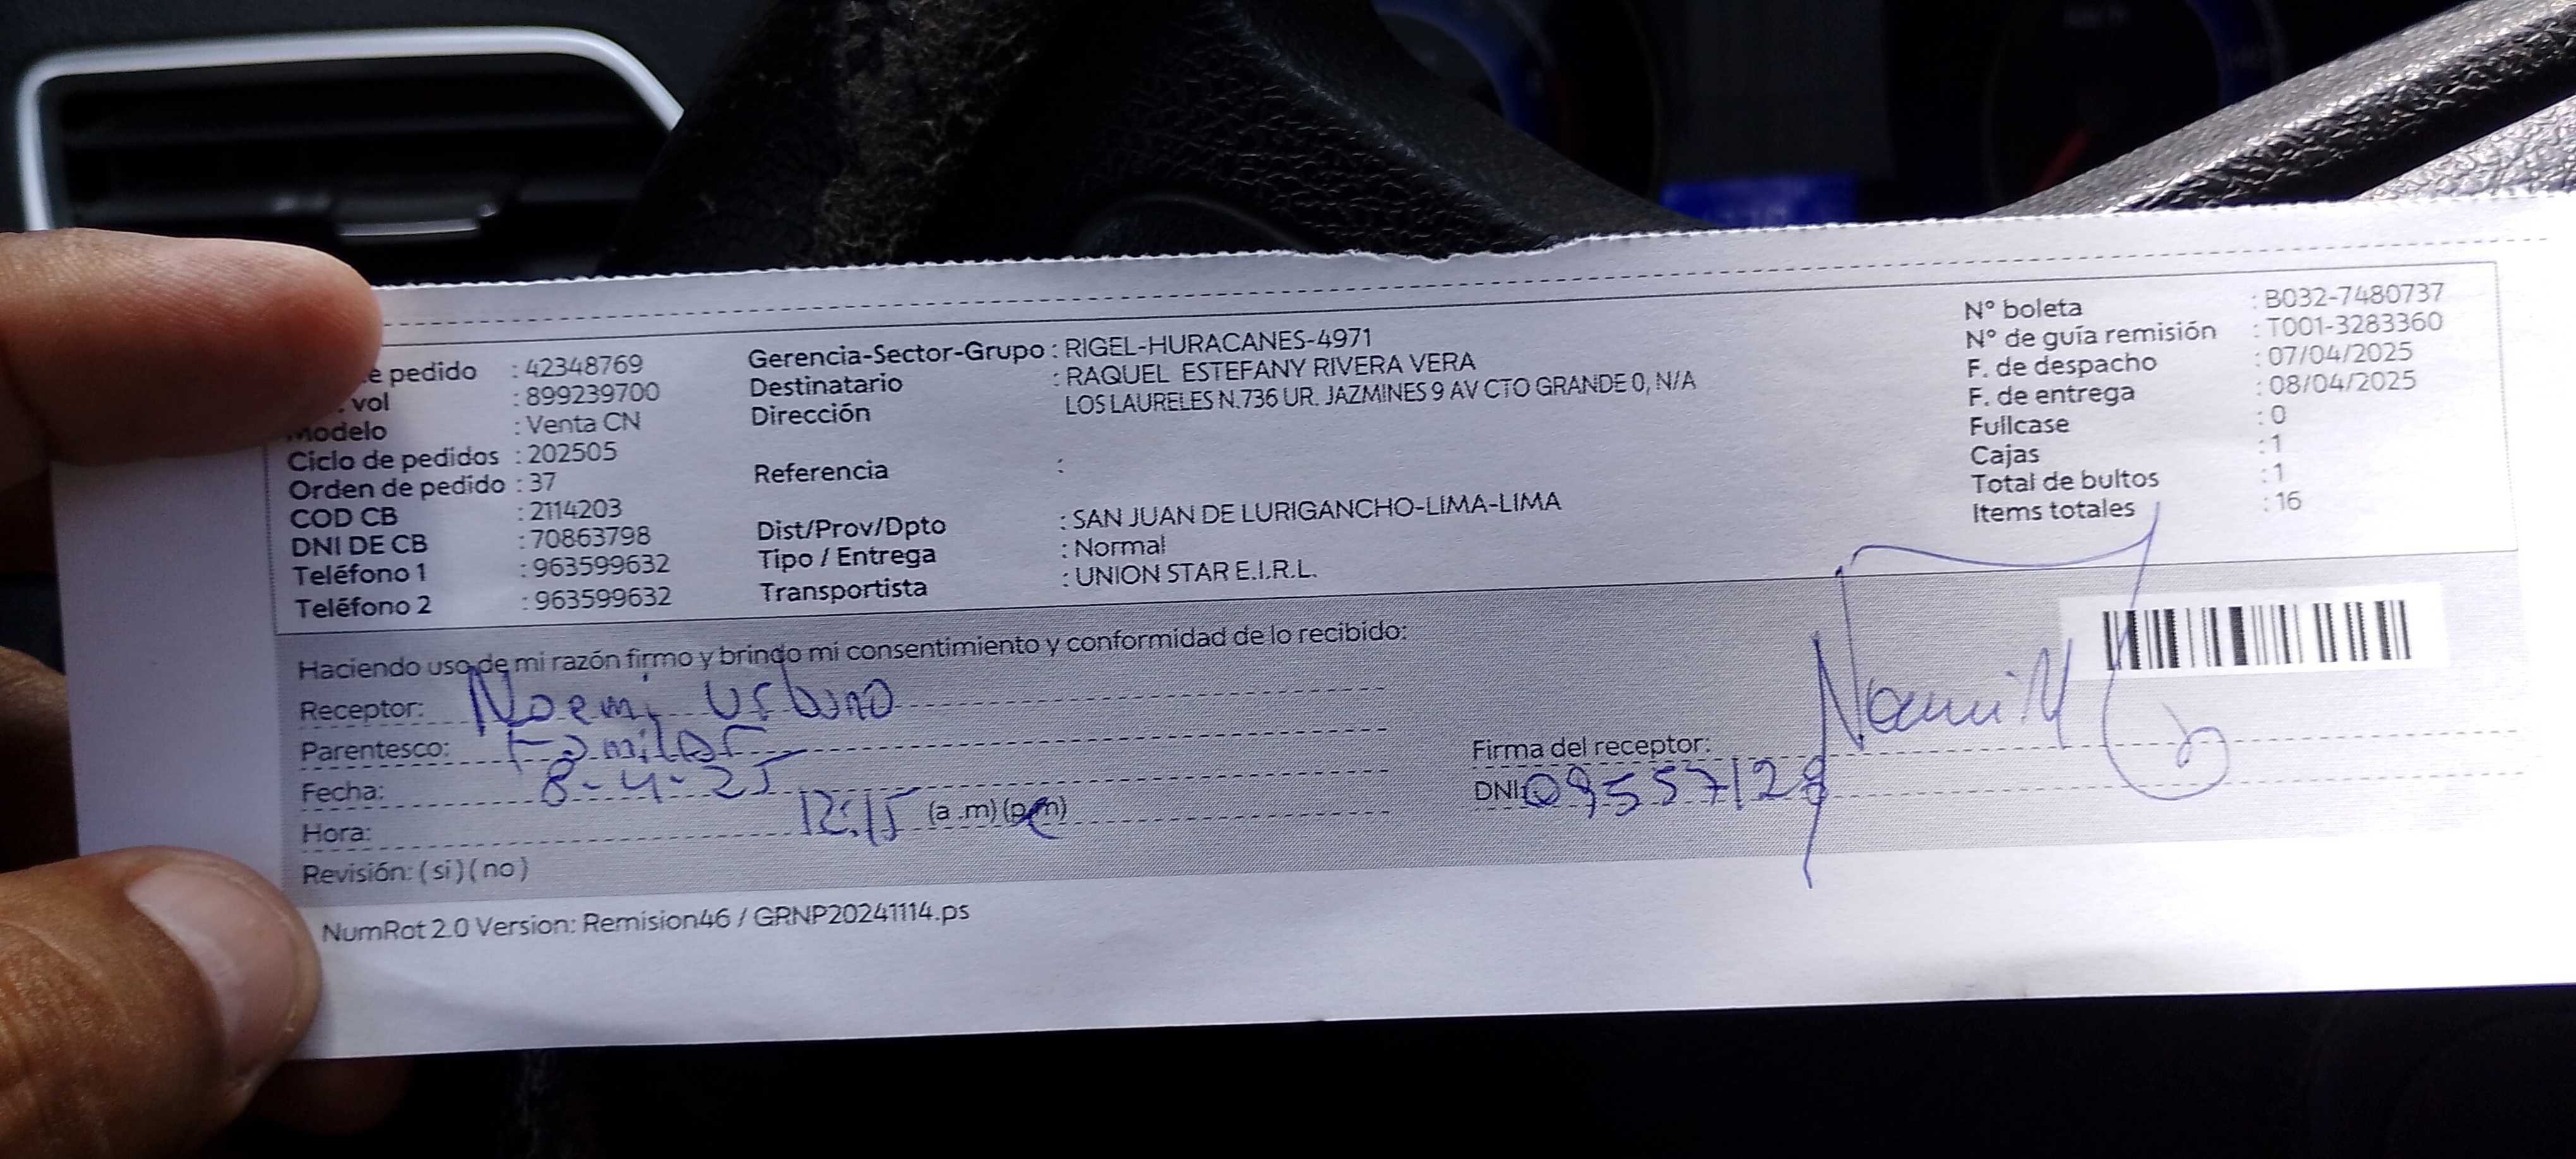 e pedido : 42348769
vol : 899239700
Modelo : Venta CN
Ciclo de pedidos : 202505
Orden de pedido : 37
COD CB : 2114203
DNI DE CB : 70863798
Teléfono 1 : 963599632
Teléfono 2 : 963599632
Gerencia-Sector-Grupo : RIGEL-HURACANES-4971
Destinatario : RAQUEL ESTEFANY RIVERA VERA
Dirección LOS LAURELES N.736 UR. JAZMINES 9 AV CTO GRANDE 0, N/A
Referencia :
Dist/Prov/Dpto : SAN JUAN DE LURIGANCHO-LIMA-LIMA
Tipo / Entrega : Normal
Transportista : UNION STAR E.I.R.L.
N° boleta : B032-7480737
N° de guía remisión : T001-3283360
F. de despacho : 07/04/2025
F. de entrega : 08/04/2025
Fullcase : 0
Cajas : 1
Total de bultos : 1
Items totales : 16
Haciendo uso de mi razón firmo y brindo mi consentimiento y conformidad de lo recibido:
Receptor: Noemi Urbano
Parentesco: Familar
Fecha: 8-4-25
Hora: 12:15 (a .m) (p.m)
Revisión: ( si ) ( no )
Firma del receptor:
DNI: 09557128
NumRot 2.0 Version: Remision46 / GRNP20241114.ps